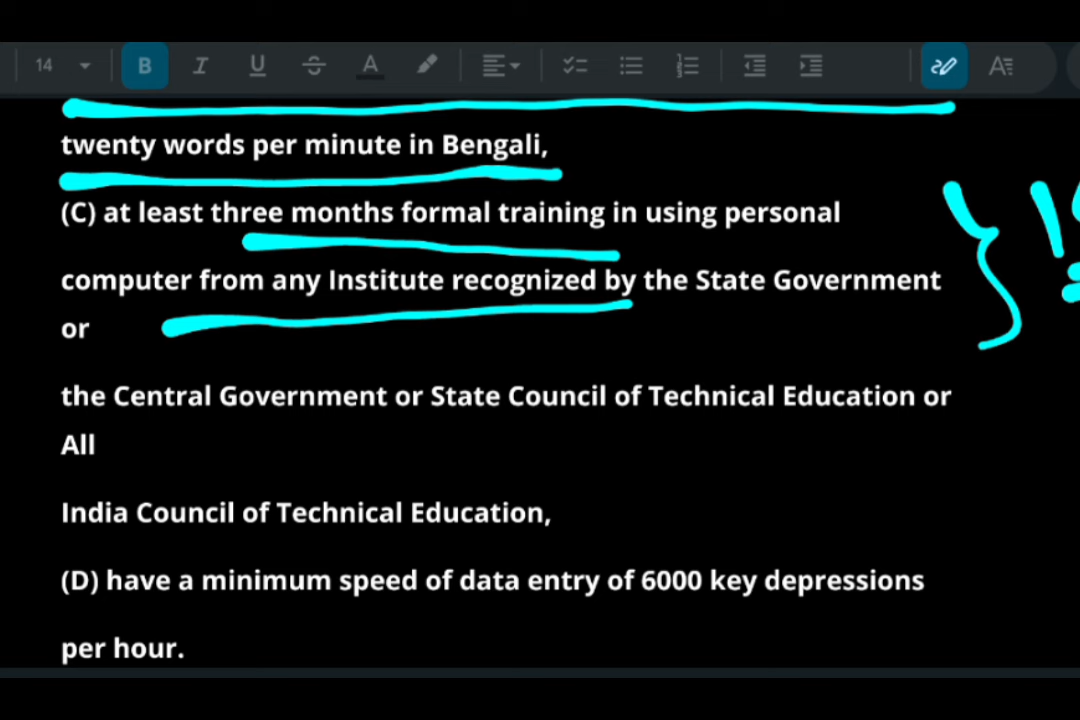 14 B I U S A
twenty words per minute in Bengali,
(C) at least three months formal training in using personal
computer from any Institute recognized by the State Government
or
the Central Government or State Council of Technical Education or
All
India Council of Technical Education,
(D) have a minimum speed of data entry of 6000 key depressions
per hour.